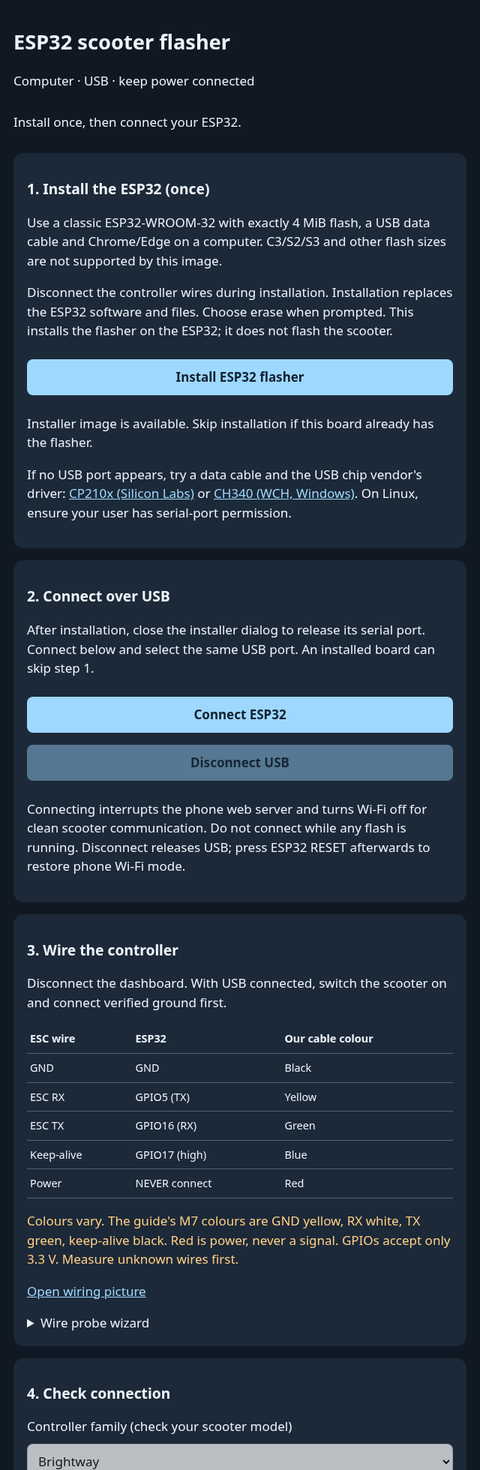 ESP32 scooter flasher
Computer · USB · keep power connected
Install once, then connect your ESP32.
1. Install the ESP32 (once)
Use a classic ESP32-WROOM-32 with exactly 4 MiB flash, a USB data
cable and Chrome/Edge on a computer. C3/S2/S3 and other flash sizes
are not supported by this image.
Disconnect the controller wires during installation. Installation replaces
the ESP32 software and files. Choose erase when prompted. This
installs the flasher on the ESP32; it does not flash the scooter.
Install ESP32 flasher
Installer image is available. Skip installation if this board already has
the flasher.
If no USB port appears, try a data cable and the USB chip vendor's
driver: CP210x (Silicon Labs) or CH340 (WCH, Windows). On Linux,
ensure your user has serial-port permission.
2. Connect over USB
After installation, close the installer dialog to release its serial port.
Connect below and select the same USB port. An installed board can
skip step 1.
Connect ESP32
Disconnect USB
Connecting interrupts the phone web server and turns Wi-Fi off for
clean scooter communication. Do not connect while any flash is
running. Disconnect releases USB; press ESP32 RESET afterwards to
restore phone Wi-Fi mode.
3. Wire the controller
Disconnect the dashboard. With USB connected, switch the scooter on
and connect verified ground first.
ESC wire ESP32 Our cable colour
GND GND Black
ESC RX GPIO5 (TX) Yellow
ESC TX GPIO16 (RX) Green
Keep-alive GPIO17 (high) Blue
Power NEVER connect Red
Colours vary. The guide's M7 colours are GND yellow, RX white, TX
green, keep-alive black. Red is power, never a signal. GPIOs accept only
3.3 V. Measure unknown wires first.
Open wiring picture
Wire probe wizard
4. Check connection
Controller family (check your scooter model)
Brightway